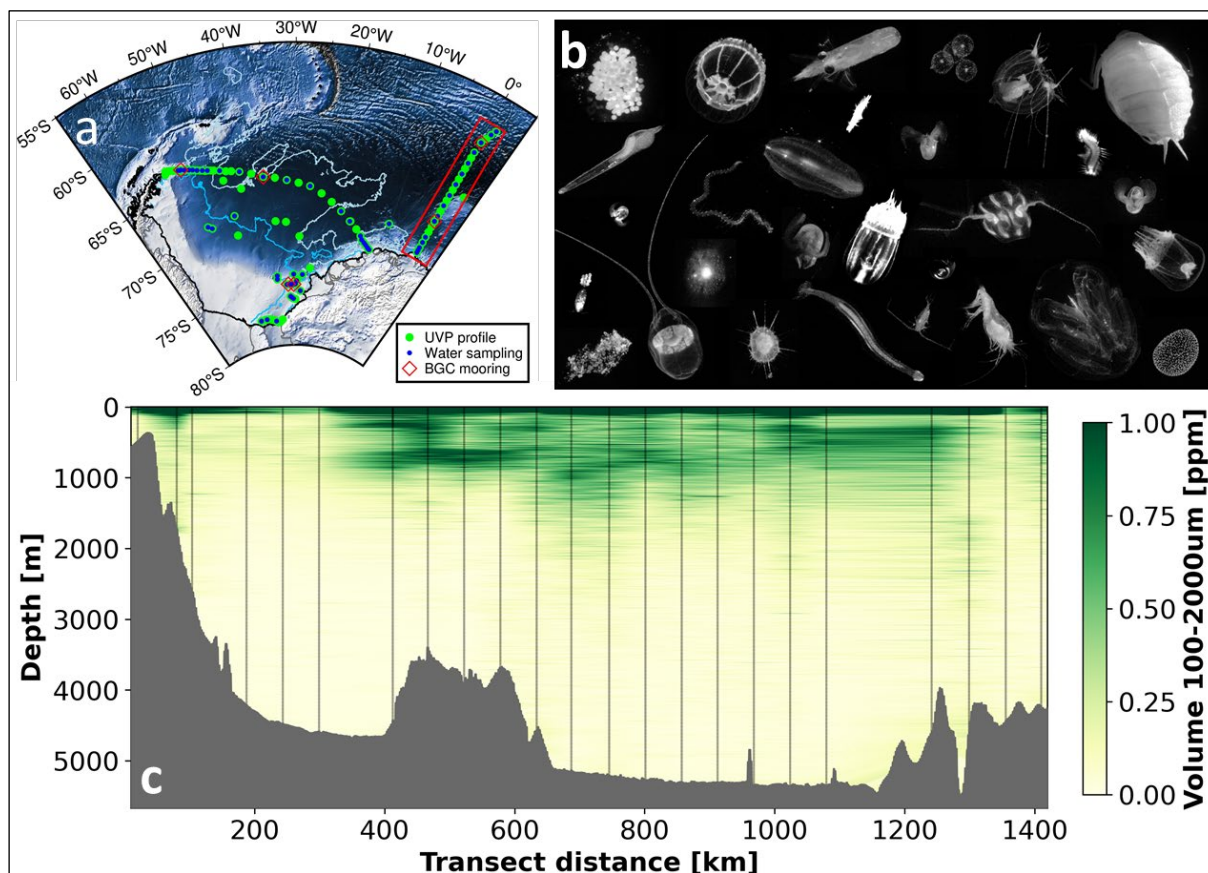 60°W
50°W
40°W
30°W
20°W
10°W
0°
55°S
60°S
65°S
70°S
75°S
80°S
a
UVP profile
Water sampling
BGC mooring
b
0
1000
2000
3000
4000
5000
Depth [m]
c
200
400
600
800
1000
1200
1400
Transect distance [km]
1.00
0.75
0.50
0.25
0.00
Volume 100-2000um [ppm]